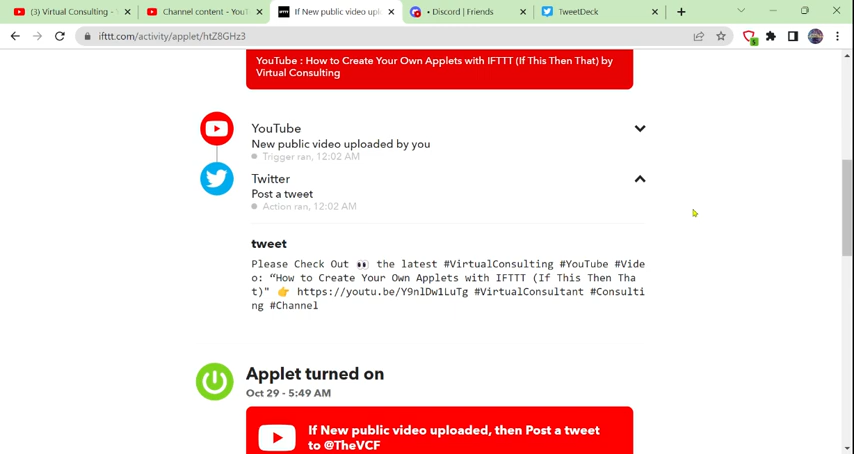 (3) Virtual Consulting - Y
Channel content - YouT
If New public video upl
• Discord | Friends
TweetDeck
ifttt.com/activity/applet/htZ8GHz3
YouTube : How to Create Your Own Applets with IFTTT (If This Then That) by
Virtual Consulting
YouTube
New public video uploaded by you
Trigger ran, 12:02 AM
Twitter
Post a tweet
Action ran, 12:02 AM
tweet
Please Check Out 👀 the latest #VirtualConsulting #YouTube #Vide
o: “How to Create Your Own Applets with IFTTT (If This Then Tha
t)" 👉 https://youtu.be/Y9nlDw1LuTg #VirtualConsultant #Consulti
ng #Channel
Applet turned on
Oct 29 - 5:49 AM
If New public video uploaded, then Post a tweet
to @TheVCF